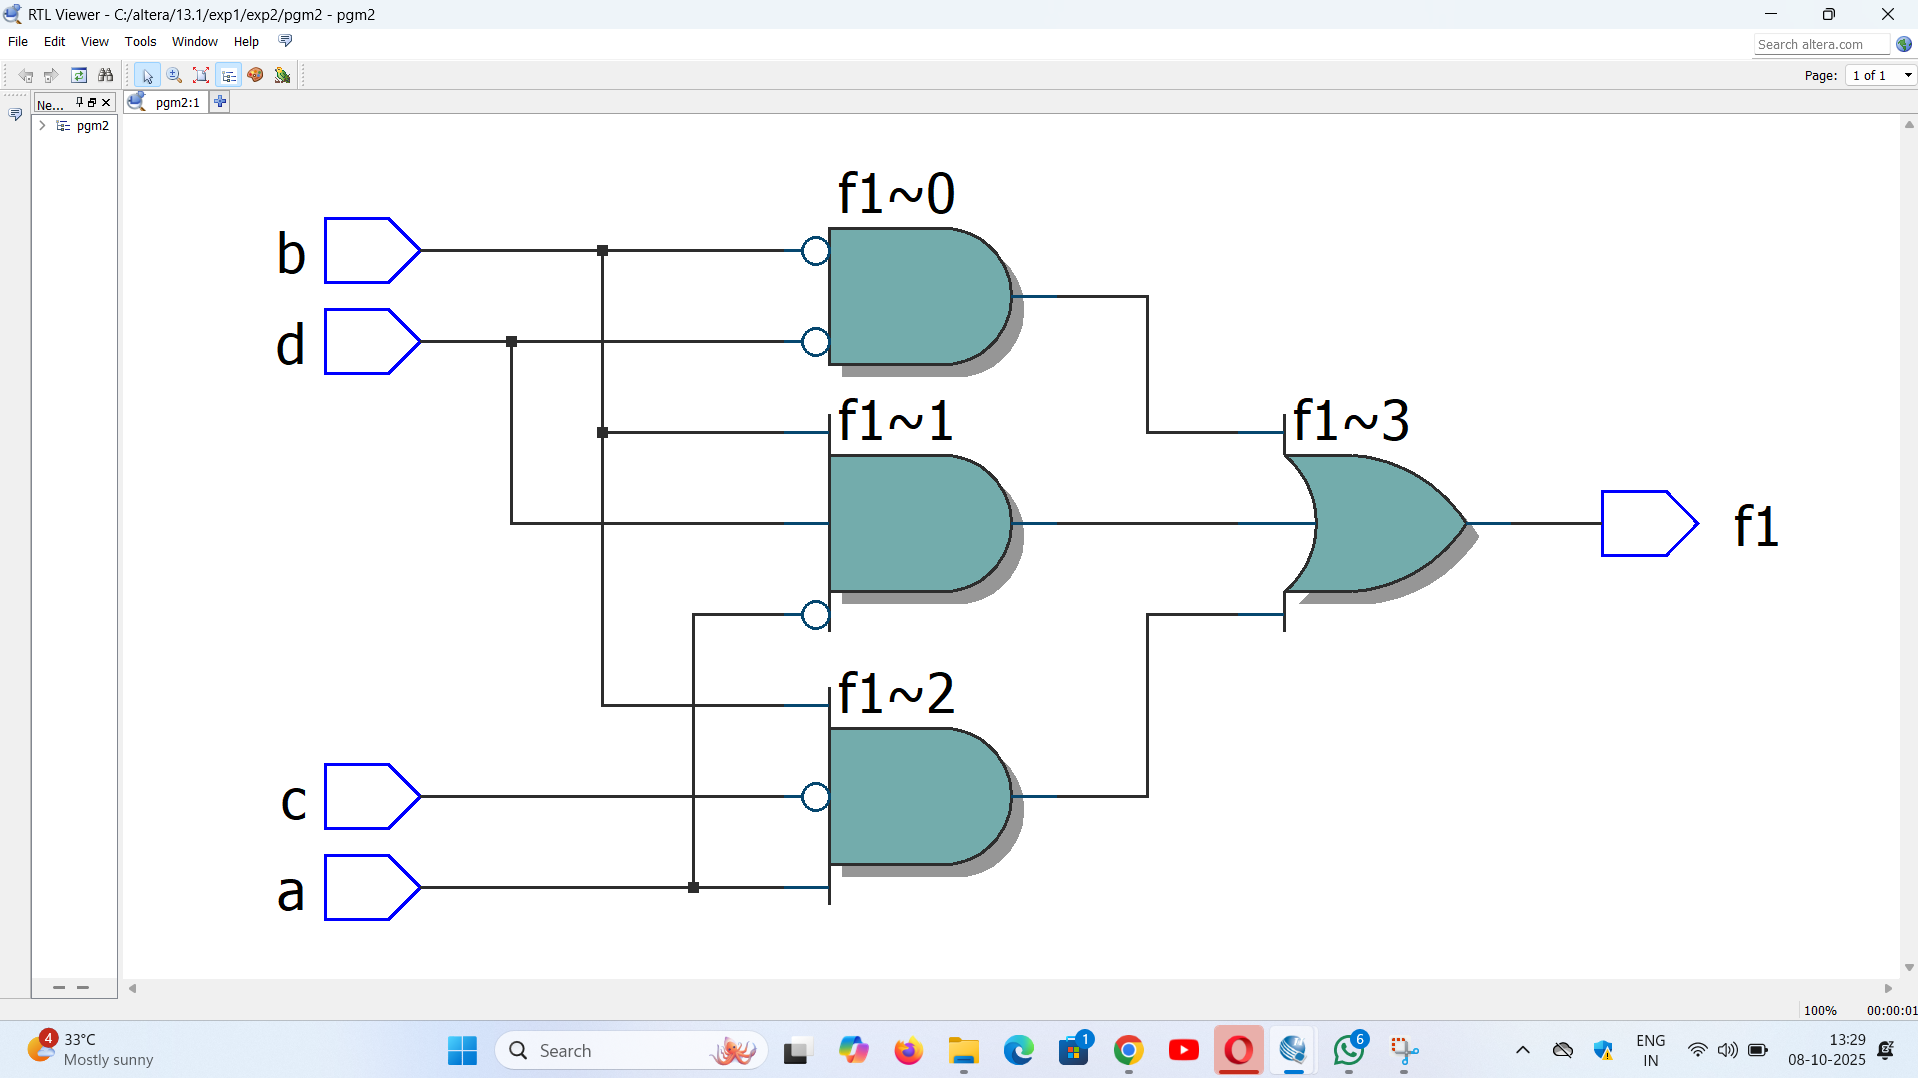 RTL Viewer - C:/altera/13.1/exp1/exp2/pgm2 - pgm2
File Edit View Tools Window Help
Search altera.com
Page: 1 of 1
Ne...
pgm2:1
pgm2
f1~0
b
d
f1~1
f1~3
f1
f1~2
c
a
100% 00:00:01
4
33°C
Mostly sunny
Search
1
6
ENG
IN
13:29
08-10-2025